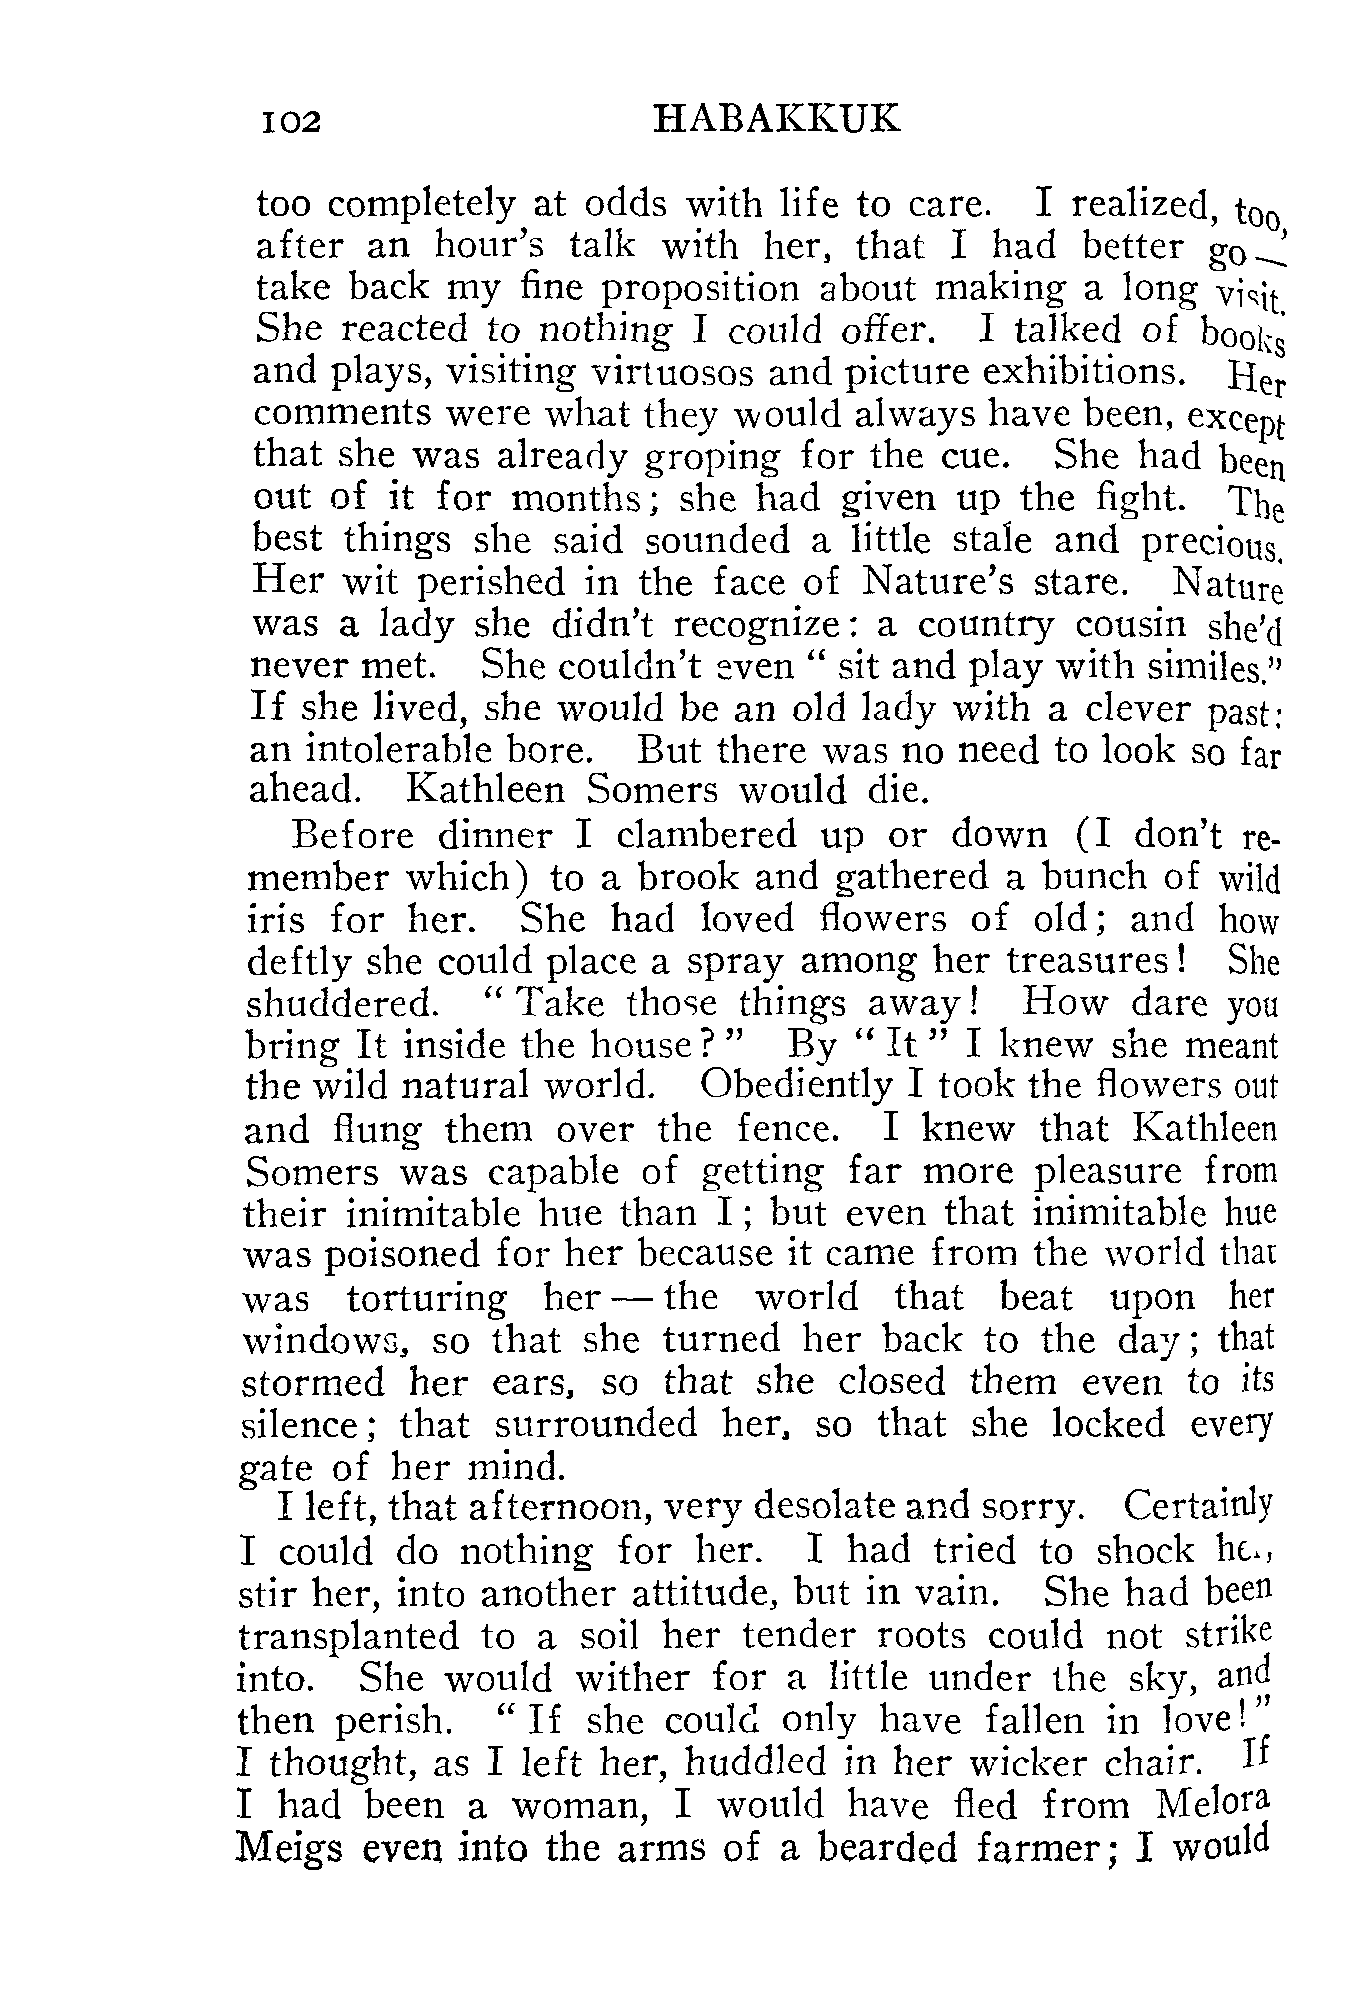 102 HABAKKUK
too completely at odds with life to care. I realized, too,
after an hour's talk with her, that I had better go —
take back my fine proposition about making a long visit.
She reacted to nothing I could offer. I talked of books
and plays, visiting virtuosos and picture exhibitions. Her
comments were what they would always have been, except
that she was already groping for the cue. She had been
out of it for months; she had given up the fight. The
best things she said sounded a little stale and precious.
Her wit perished in the face of Nature's stare. Nature
was a lady she didn't recognize: a country cousin she'd
never met. She couldn't even " sit and play with similes."
If she lived, she would be an old lady with a clever past:
an intolerable bore. But there was no need to look so far
ahead. Kathleen Somers would die.
Before dinner I clambered up or down (I don't re-
member which) to a brook and gathered a bunch of wild
iris for her. She had loved flowers of old; and how
deftly she could place a spray among her treasures! She
shuddered. " Take those things away! How dare you
bring It inside the house? " By " It " I knew she meant
the wild natural world. Obediently I took the flowers out
and flung them over the fence. I knew that Kathleen
Somers was capable of getting far more pleasure from
their inimitable hue than I; but even that inimitable hue
was poisoned for her because it came from the world that
was torturing her — the world that beat upon her
windows, so that she turned her back to the day; that
stormed her ears, so that she closed them even to its
silence; that surrounded her, so that she locked every
gate of her mind.
I left, that afternoon, very desolate and sorry. Certainly
I could do nothing for her. I had tried to shock her,
stir her, into another attitude, but in vain. She had been
transplanted to a soil her tender roots could not strike
into. She would wither for a little under the sky, and
then perish. " If she could only have fallen in love! "
I thought, as I left her, huddled in her wicker chair. If
I had been a woman, I would have fled from Melora
Meigs even into the arms of a bearded farmer; I would